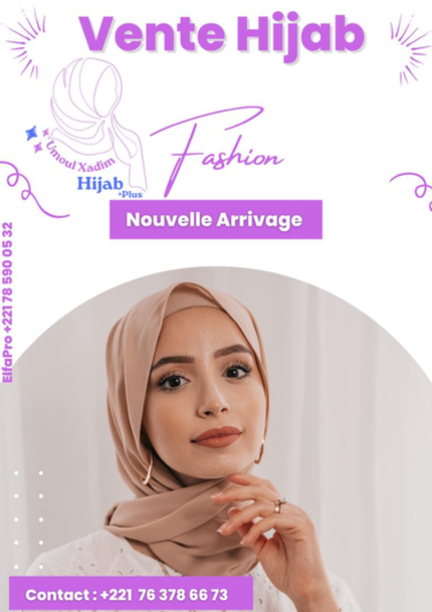 Vente Hijab
Umoul Xadim
Hijab
+Plus
Fashion
Nouvelle Arrivage
ElfaPro +221 78 590 05 32
Contact : +221 76 378 66 73